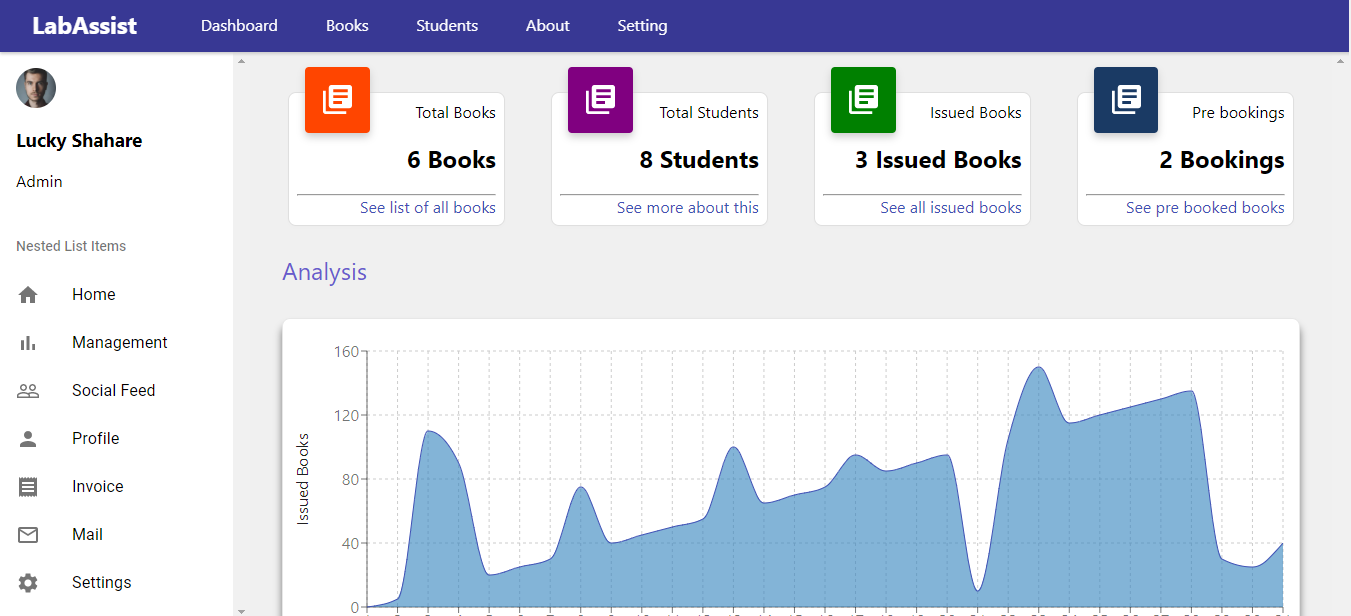 LabAssist Dashboard Books Students About Setting
Lucky Shahare
Admin
Nested List Items
Home
Management
Social Feed
Profile
Invoice
Mail
Settings
Total Books
6 Books
See list of all books
Total Students
8 Students
See more about this
Issued Books
3 Issued Books
See all issued books
Pre bookings
2 Bookings
See pre booked books
Analysis
Issued Books
160
120
80
40
0